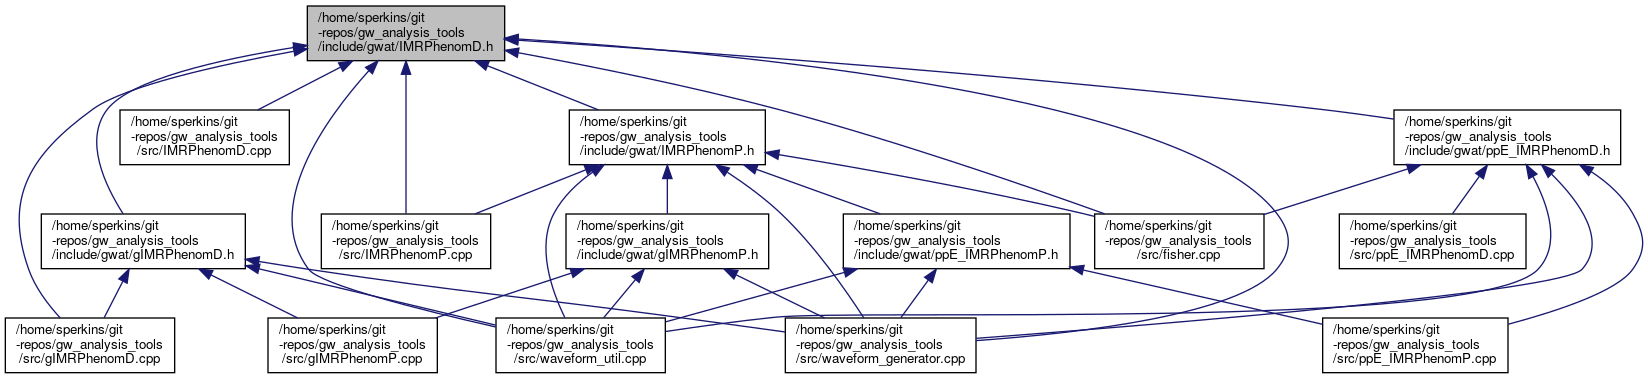 /home/sperkins/git
-repos/gw_analysis_tools
/include/gwat/IMRPhenomD.h
/home/sperkins/git
-repos/gw_analysis_tools
/src/IMRPhenomD.cpp
/home/sperkins/git
-repos/gw_analysis_tools
/include/gwat/IMRPhenomP.h
/home/sperkins/git
-repos/gw_analysis_tools
/include/gwat/ppE_IMRPhenomD.h
/home/sperkins/git
-repos/gw_analysis_tools
/include/gwat/gIMRPhenomD.h
/home/sperkins/git
-repos/gw_analysis_tools
/src/IMRPhenomP.cpp
/home/sperkins/git
-repos/gw_analysis_tools
/include/gwat/gIMRPhenomP.h
/home/sperkins/git
-repos/gw_analysis_tools
/include/gwat/ppE_IMRPhenomP.h
/home/sperkins/git
-repos/gw_analysis_tools
/src/fisher.cpp
/home/sperkins/git
-repos/gw_analysis_tools
/src/ppE_IMRPhenomD.cpp
/home/sperkins/git
-repos/gw_analysis_tools
/src/gIMRPhenomD.cpp
/home/sperkins/git
-repos/gw_analysis_tools
/src/gIMRPhenomP.cpp
/home/sperkins/git
-repos/gw_analysis_tools
/src/waveform_util.cpp
/home/sperkins/git
-repos/gw_analysis_tools
/src/waveform_generator.cpp
/home/sperkins/git
-repos/gw_analysis_tools
/src/ppE_IMRPhenomP.cpp